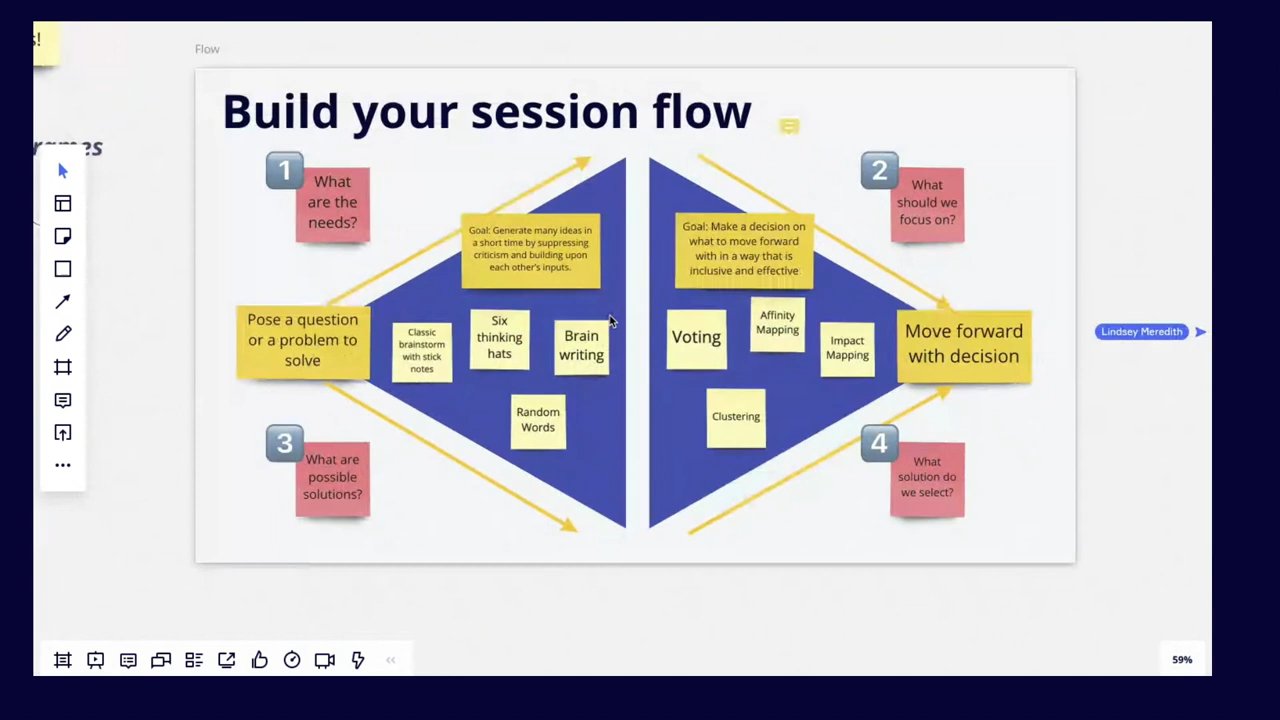 s!
Flow
Build your session flow
1
What
are the
needs?
2
What
should we
focus on?
Goal: Generate many ideas in
a short time by suppressing
criticism and building upon
each other's inputs.
Goal: Make a decision on
what to move forward
with in a way that is
inclusive and effective
Pose a question
or a problem to
solve
Classic
brainstorm
with stick
notes
Six
thinking
hats
Brain
writing
Random
Words
Voting
Affinity
Mapping
Impact
Mapping
Clustering
Move forward
with decision
Lindsey Meredith
3
What are
possible
solutions?
4
What
solution do
we select?
59%